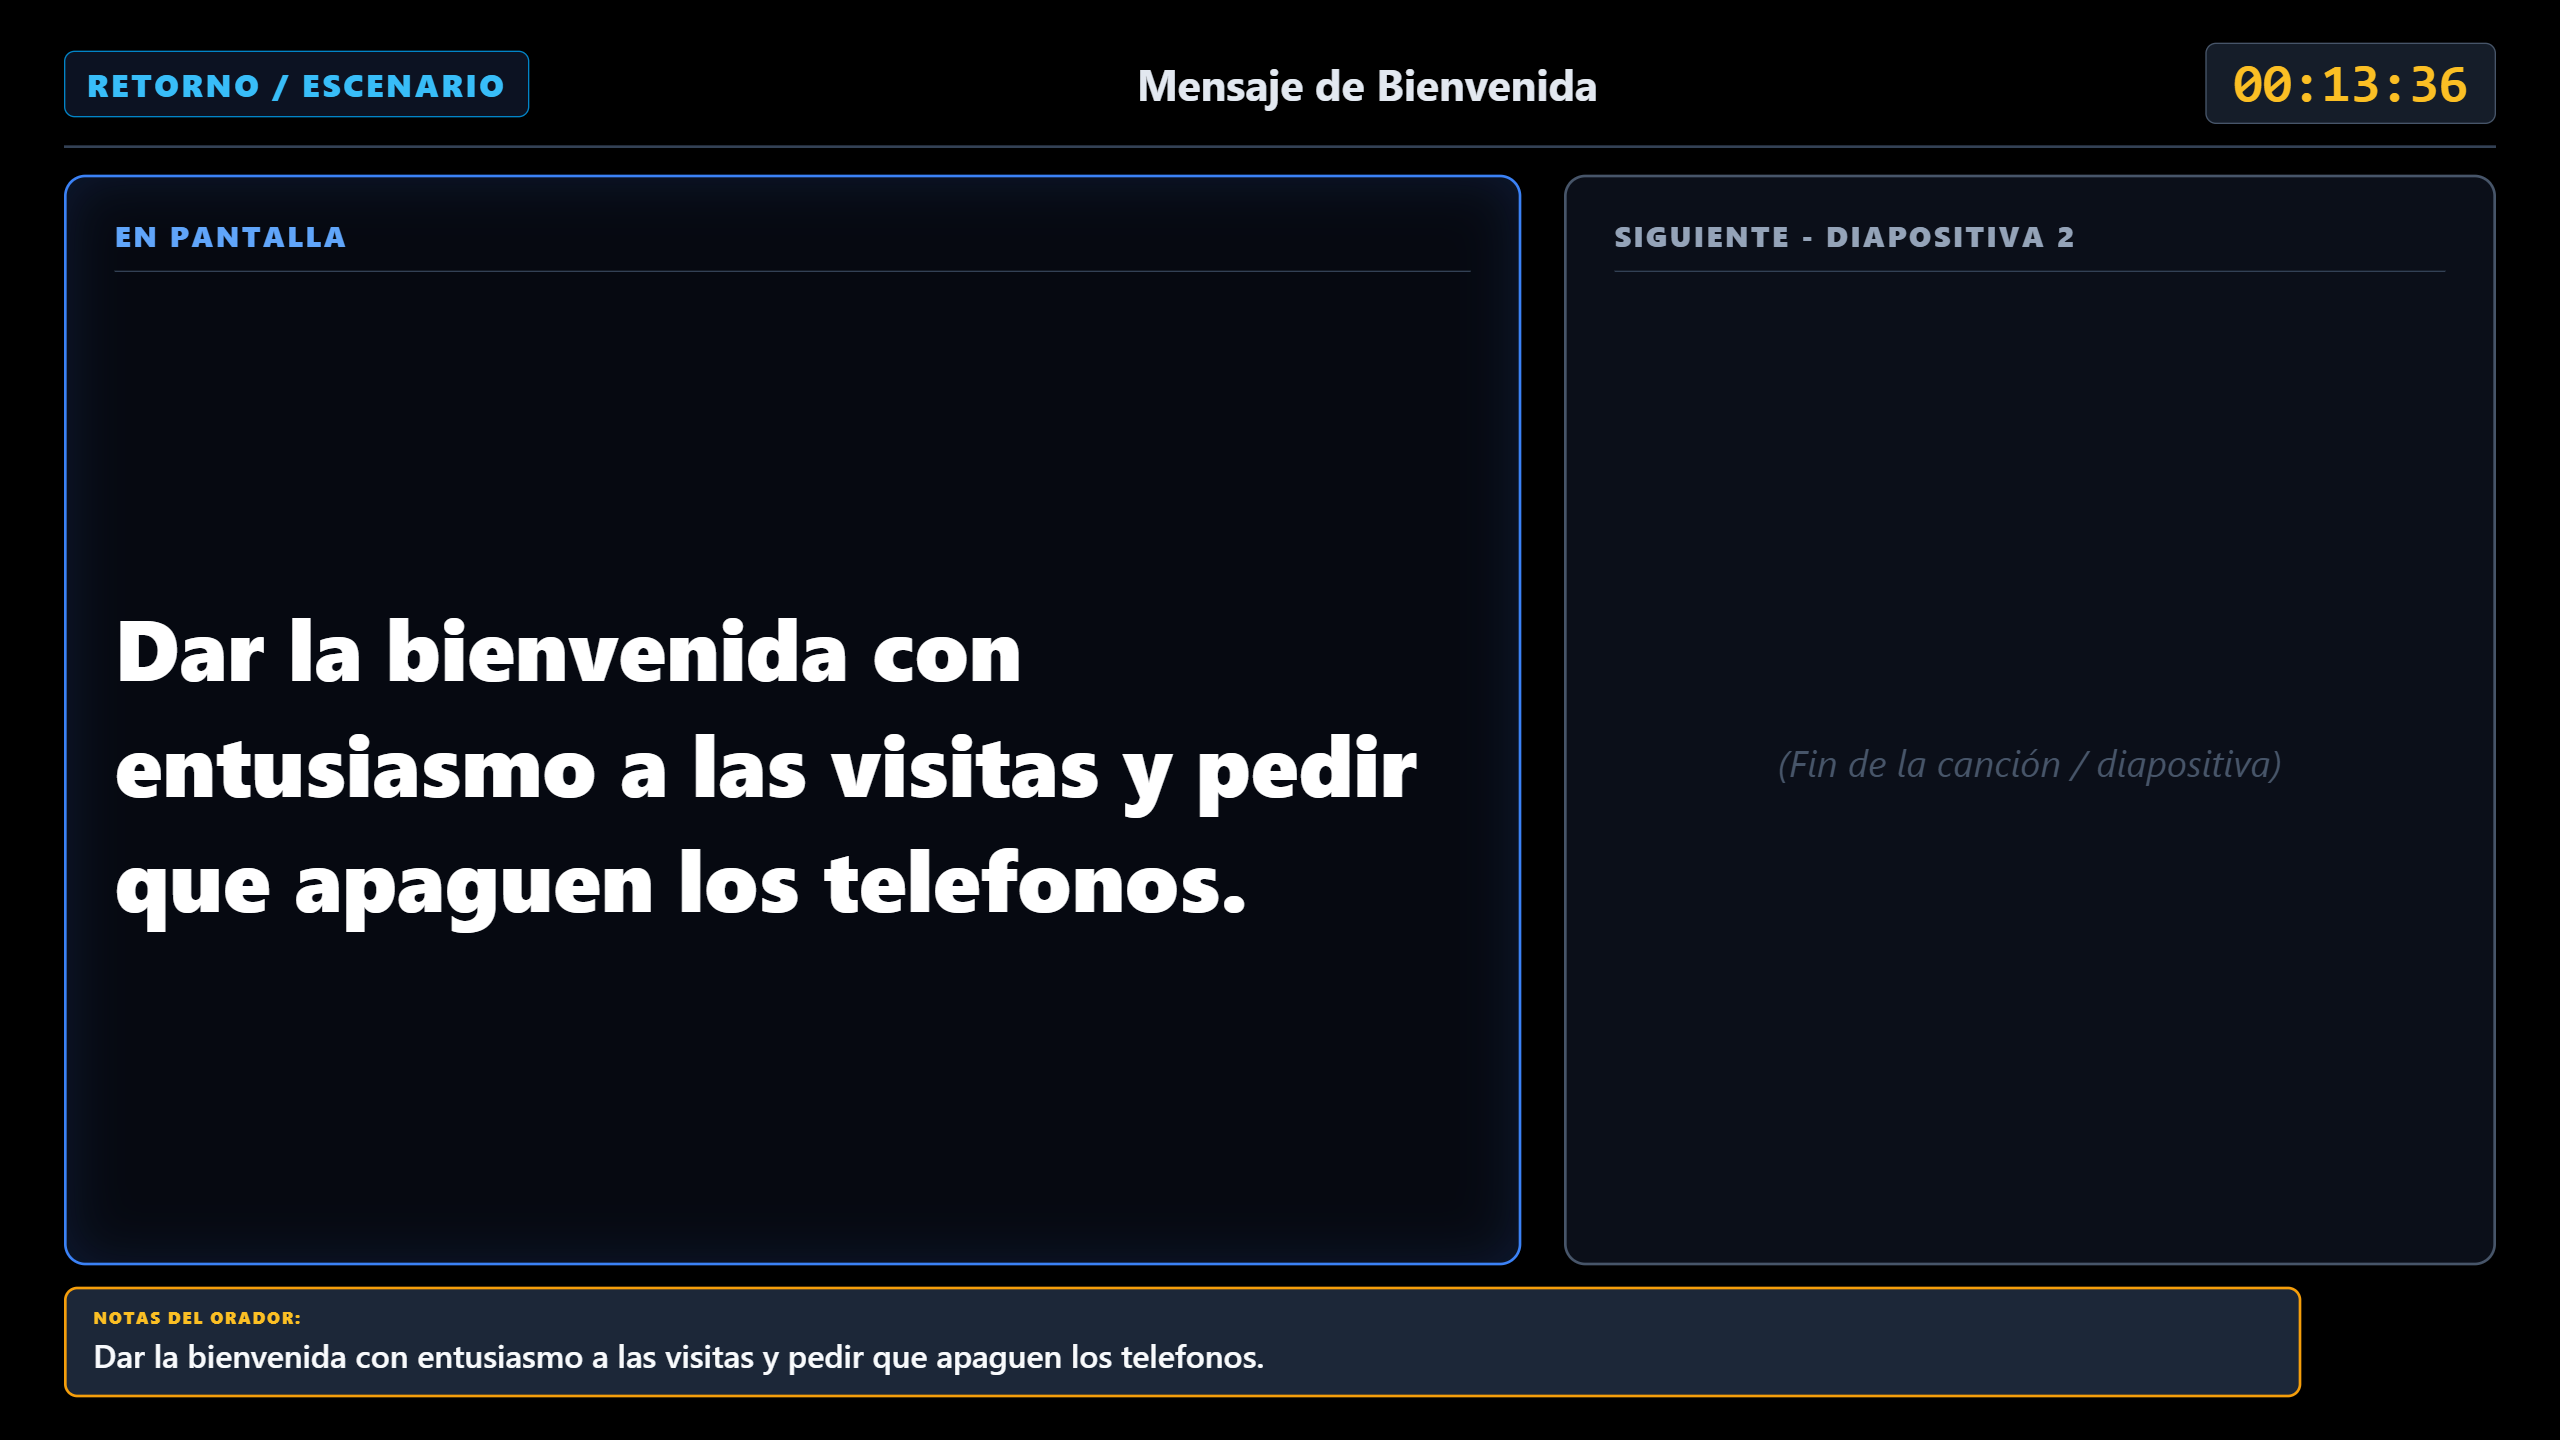 RETORNO / ESCENARIO
Mensaje de Bienvenida
00:13:36
EN PANTALLA
Dar la bienvenida con
entusiasmo a las visitas y pedir
que apaguen los telefonos.
SIGUIENTE - DIAPOSITIVA 2
(Fin de la canción / diapositiva)
NOTAS DEL ORADOR:
Dar la bienvenida con entusiasmo a las visitas y pedir que apaguen los telefonos.